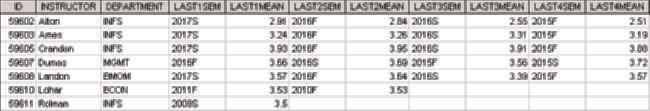 ID INSTRUCTOR DEPARTMENT LAST1SEM LAST1MEAN LAST2SEM LAST2MEAN LAST3SEM LAST3MEAN LAST4SEM LAST4MEAN
59602 Aiton INFS 2017S 2.91 2016F 2.84 2016S 2.55 2015F 2.51
59603 Ames INFS 2017S 3.24 2016F 3.26 2016S 3.31 2015F 3.19
59605 Crandon INFS 2017S 3.93 2016F 3.95 2016S 3.91 2015F 3.88
59607 Dumas MGMT 2016F 3.66 2016S 3.69 2015F 3.56 2015S 3.72
59608 Landon BMOM 2017S 3.57 2016F 3.64 2016S 3.39 2015F 3.57
59610 Lohar ECON 2011F 3.53 2010F 3.53
59611 Rolman INFS 2008S 3.5